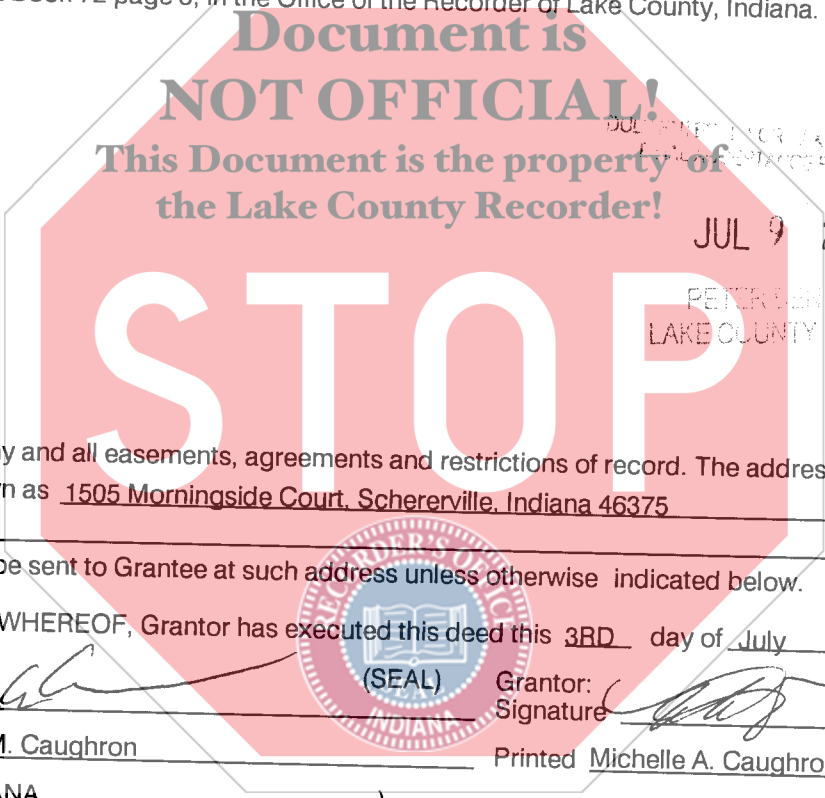 Book 72 page 8, in the Office of the Recorder of Lake County, Indiana.
Document is
NOT OFFICIAL!
This Document is the property of
the Lake County Recorder!
JUL 9
LAKE COUNTY
STOP
and all easements, agreements and restrictions of record. The addres
n as 1505 Morningside Court, Schererville, Indiana 46375
be sent to Grantee at such address unless otherwise indicated below.
WHEREOF, Grantor has executed this deed this 3RD day of July
(SEAL) Grantor:
Signature
Caughron Printed Michelle A. Caughro
RECORDER'S OFFICE
INDIANA
ANA )